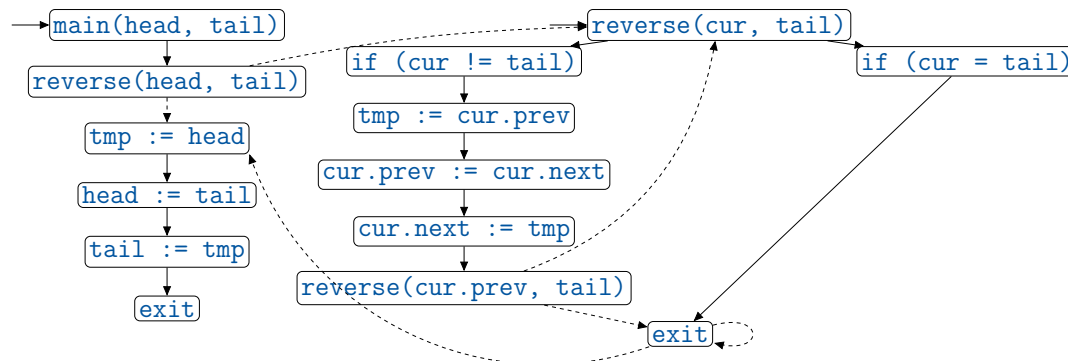 main(head, tail)
reverse(head, tail)
tmp := head
head := tail
tail := tmp
exit
reverse(cur, tail)
if (cur != tail)
tmp := cur.prev
cur.prev := cur.next
cur.next := tmp
reverse(cur.prev, tail)
if (cur = tail)
exit